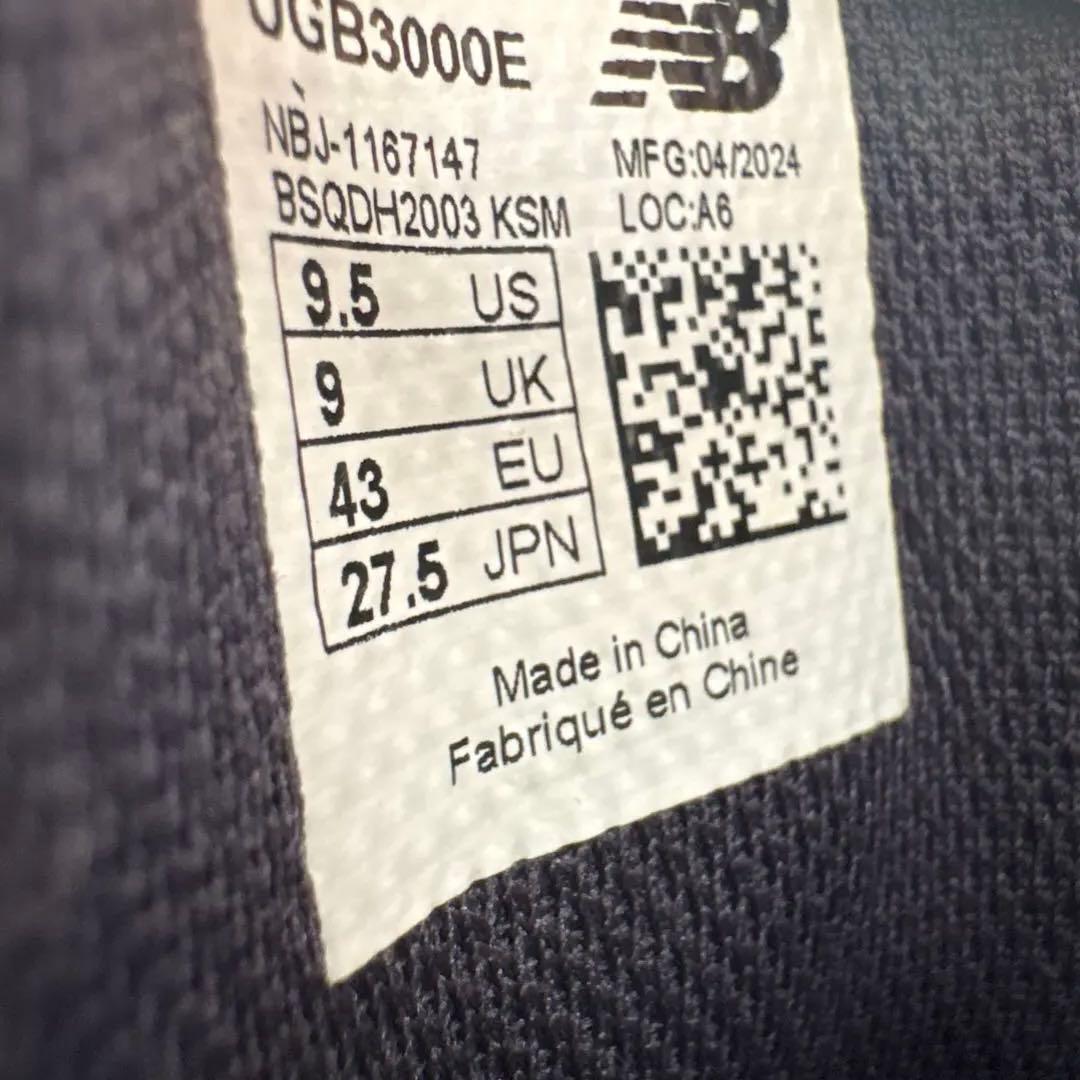 UGB3000E
NB
NBJ-1167147
MFG:04/2024
BSQDH2003 KSM
LOC:A6
9.5 US
9 UK
43 EU
27.5 JPN
Made in China
Fabriqué en Chine